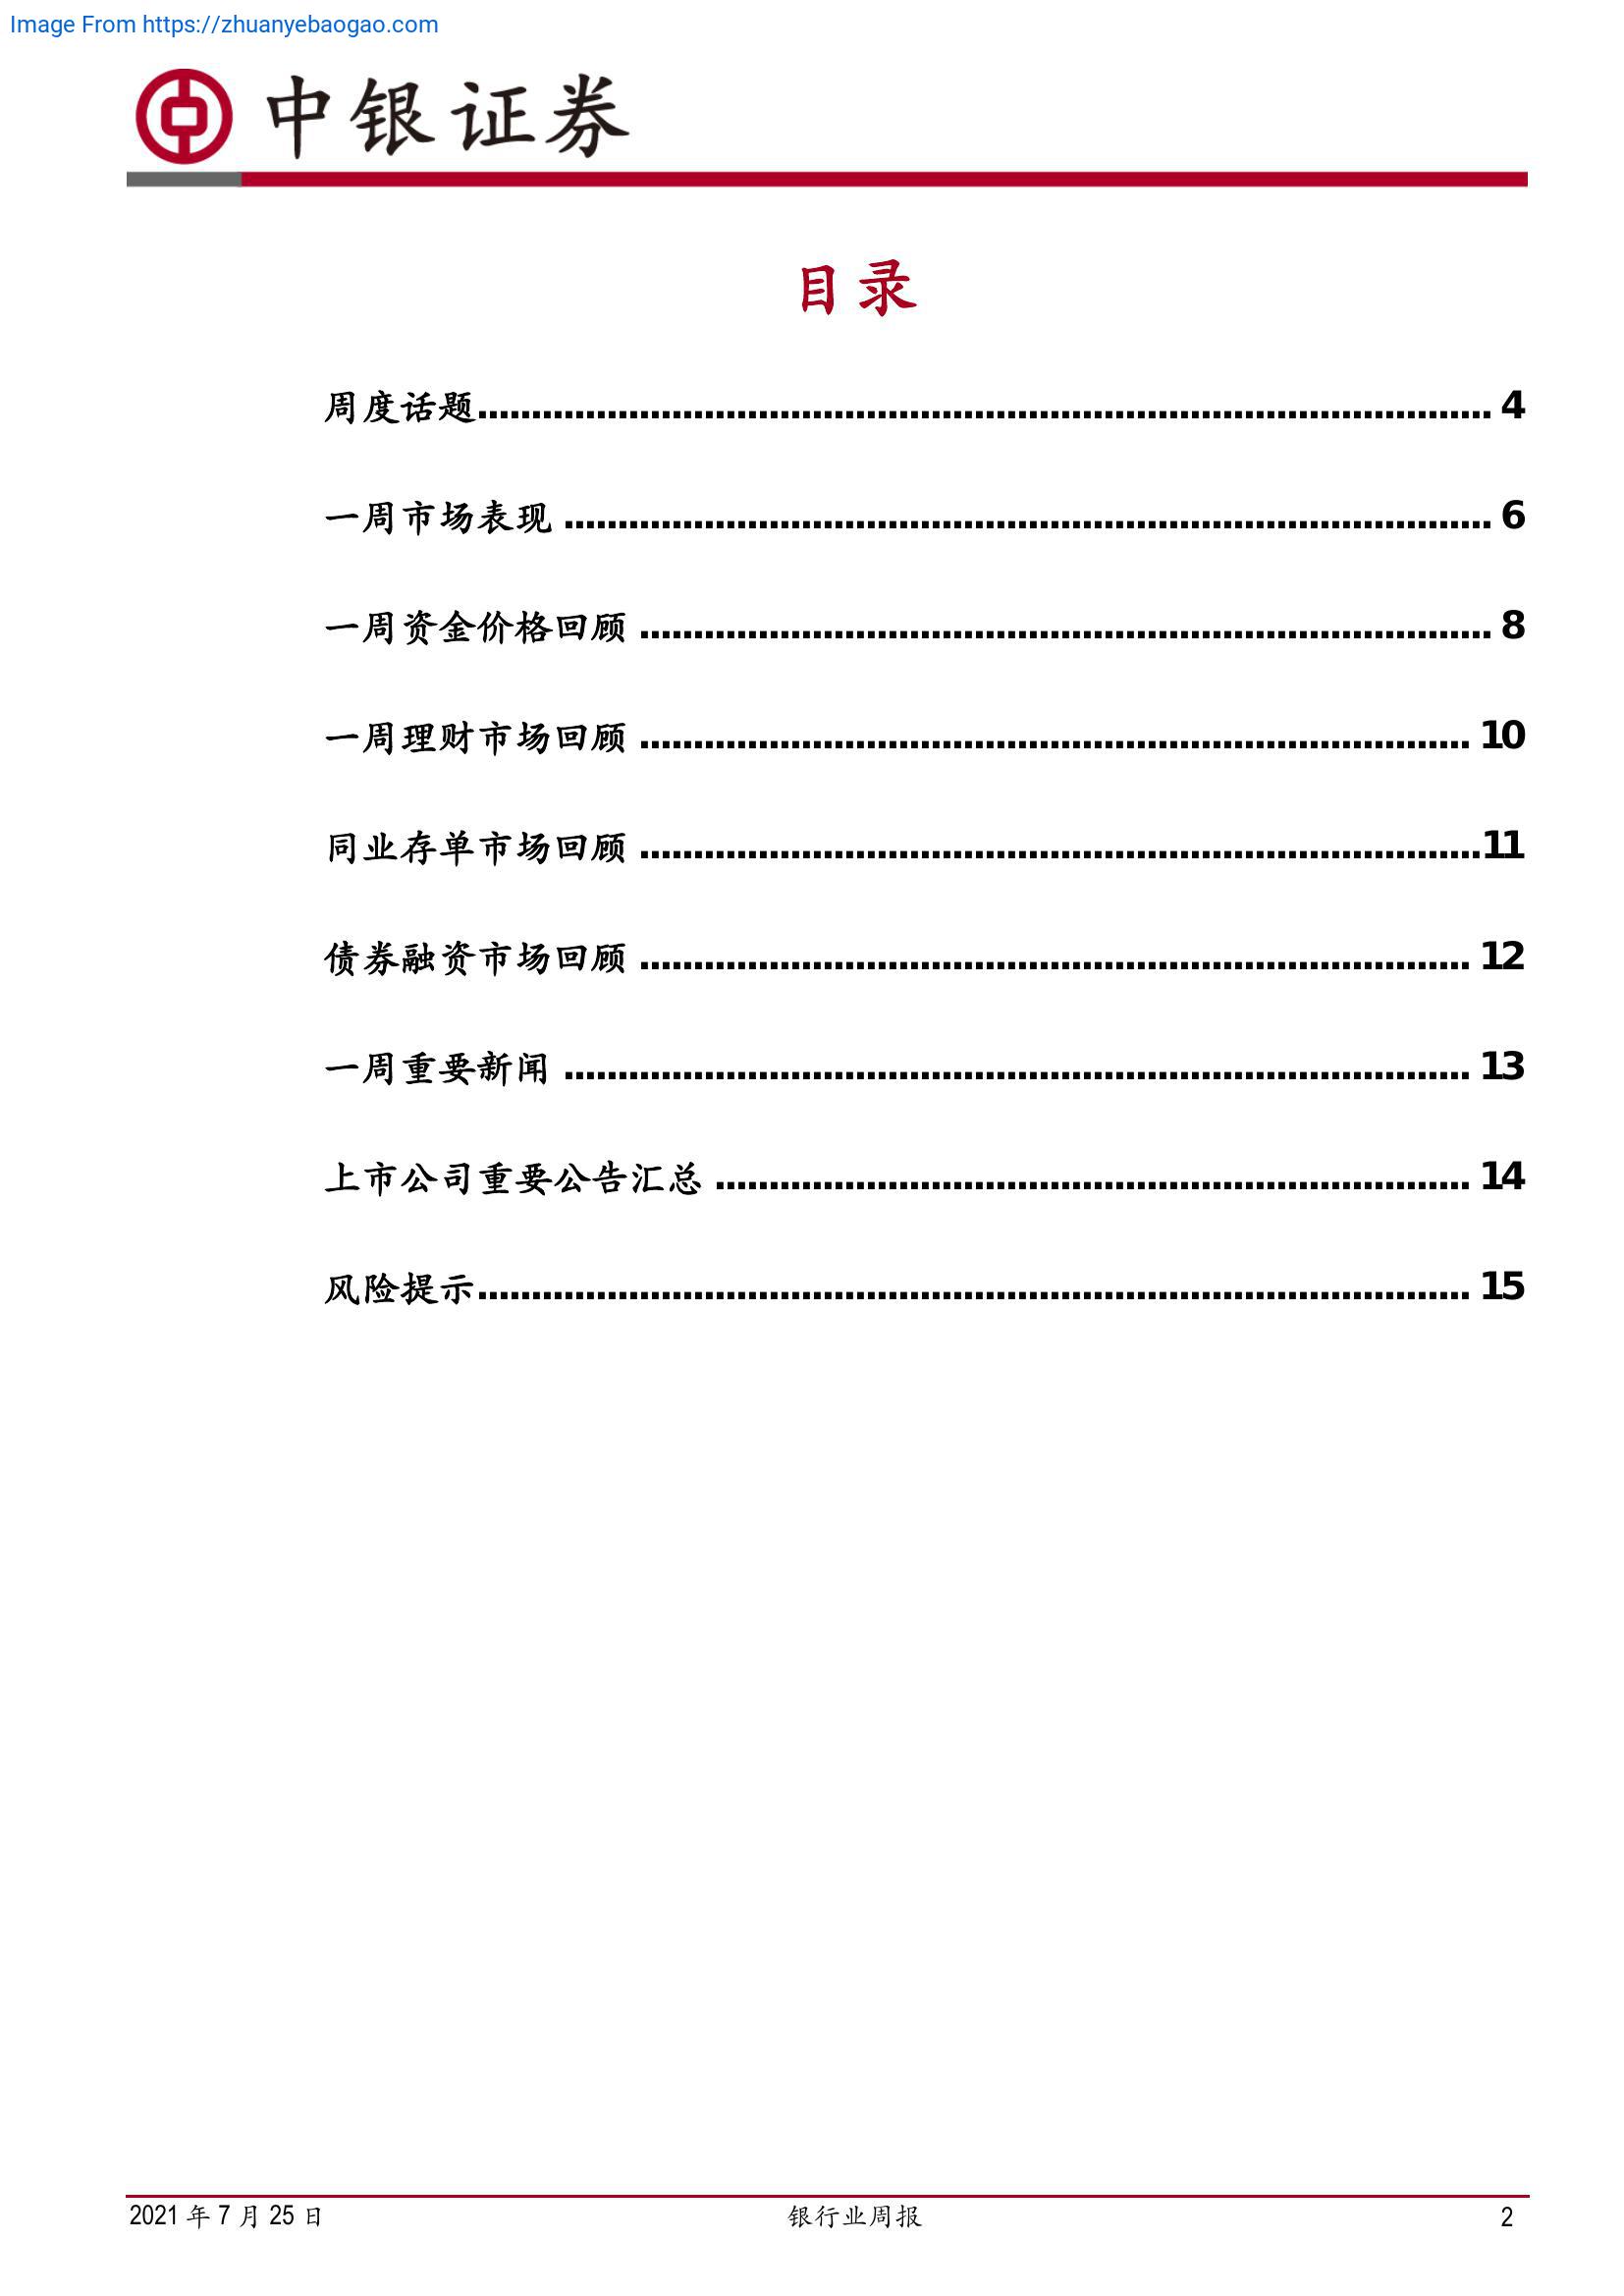 Image From https://zhuanyebaogao.com
中银证券
目录
周度话题........................................................................................ 4
一周市场表现 ................................................................................ 6
一周资金价格回顾 .......................................................................... 8
一周理财市场回顾 ........................................................................ 10
同业存单市场回顾 .........................................................................11
债券融资市场回顾 ........................................................................ 12
一周重要新闻 .............................................................................. 13
上市公司重要公告汇总 .................................................................. 14
风险提示...................................................................................... 15
2021 年 7 月 25 日 银行业周报 2